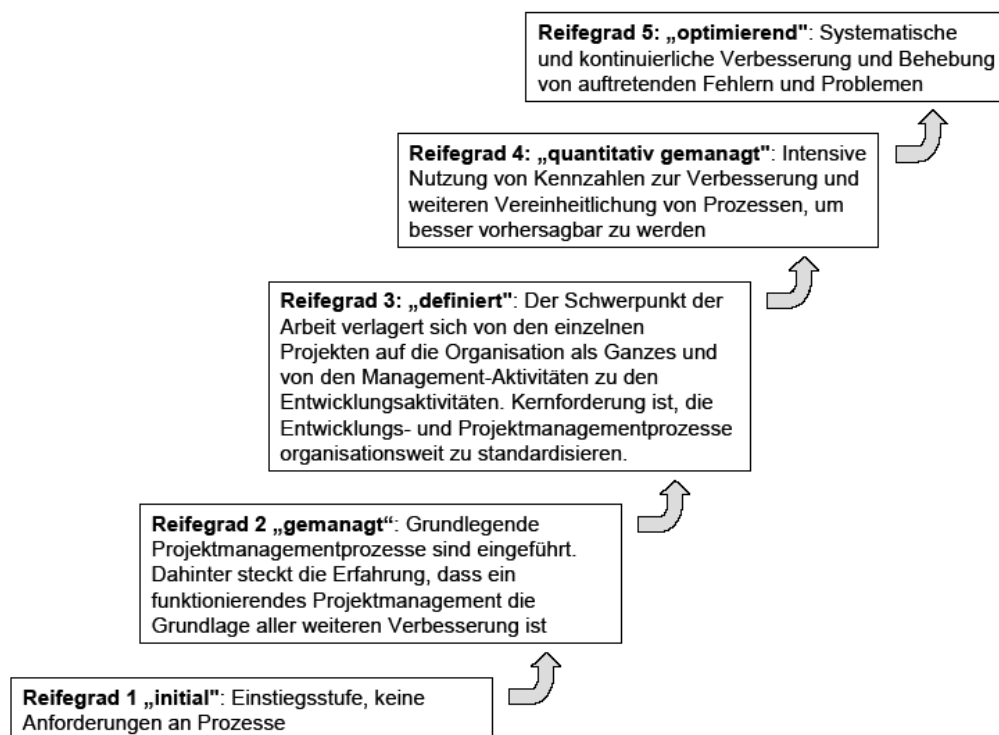 Reifegrad 5: „optimierend": Systematische
und kontinuierliche Verbesserung und Behebung
von auftretenden Fehlern und Problemen
Reifegrad 4: „quantitativ gemanagt": Intensive
Nutzung von Kennzahlen zur Verbesserung und
weiteren Vereinheitlichung von Prozessen, um
besser vorhersagbar zu werden
Reifegrad 3: „definiert": Der Schwerpunkt der
Arbeit verlagert sich von den einzelnen
Projekten auf die Organisation als Ganzes und
von den Management-Aktivitäten zu den
Entwicklungsaktivitäten. Kernforderung ist, die
Entwicklungs- und Projektmanagementprozesse
organisationsweit zu standardisieren.
Reifegrad 2 „gemanagt“: Grundlegende
Projektmanagementprozesse sind eingeführt.
Dahinter steckt die Erfahrung, dass ein
funktionierendes Projektmanagement die
Grundlage aller weiteren Verbesserung ist
Reifegrad 1 „initial": Einstiegsstufe, keine
Anforderungen an Prozesse